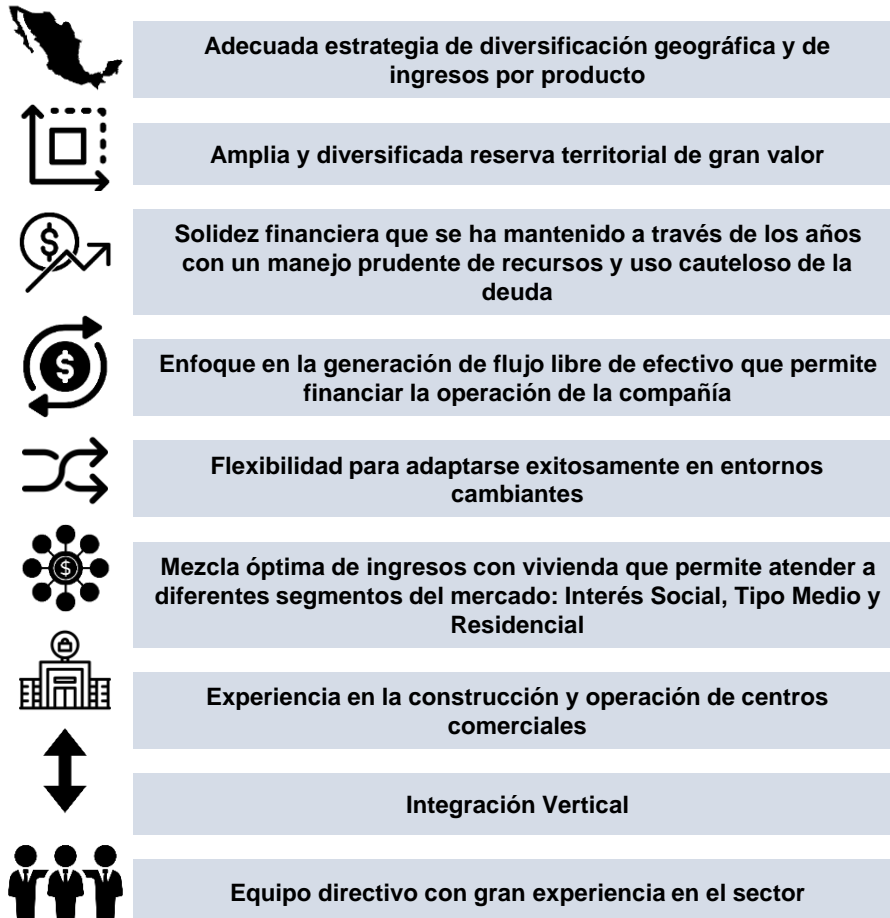 Adecuada estrategia de diversificación geográfica y de
ingresos por producto
Amplia y diversificada reserva territorial de gran valor
Solidez financiera que se ha mantenido a través de los años
con un manejo prudente de recursos y uso cauteloso de la
deuda
Enfoque en la generación de flujo libre de efectivo que permite
financiar la operación de la compañía
Flexibilidad para adaptarse exitosamente en entornos
cambiantes
Mezcla óptima de ingresos con vivienda que permite atender a
diferentes segmentos del mercado: Interés Social, Tipo Medio y
Residencial
Experiencia en la construcción y operación de centros
comerciales
Integración Vertical
Equipo directivo con gran experiencia en el sector